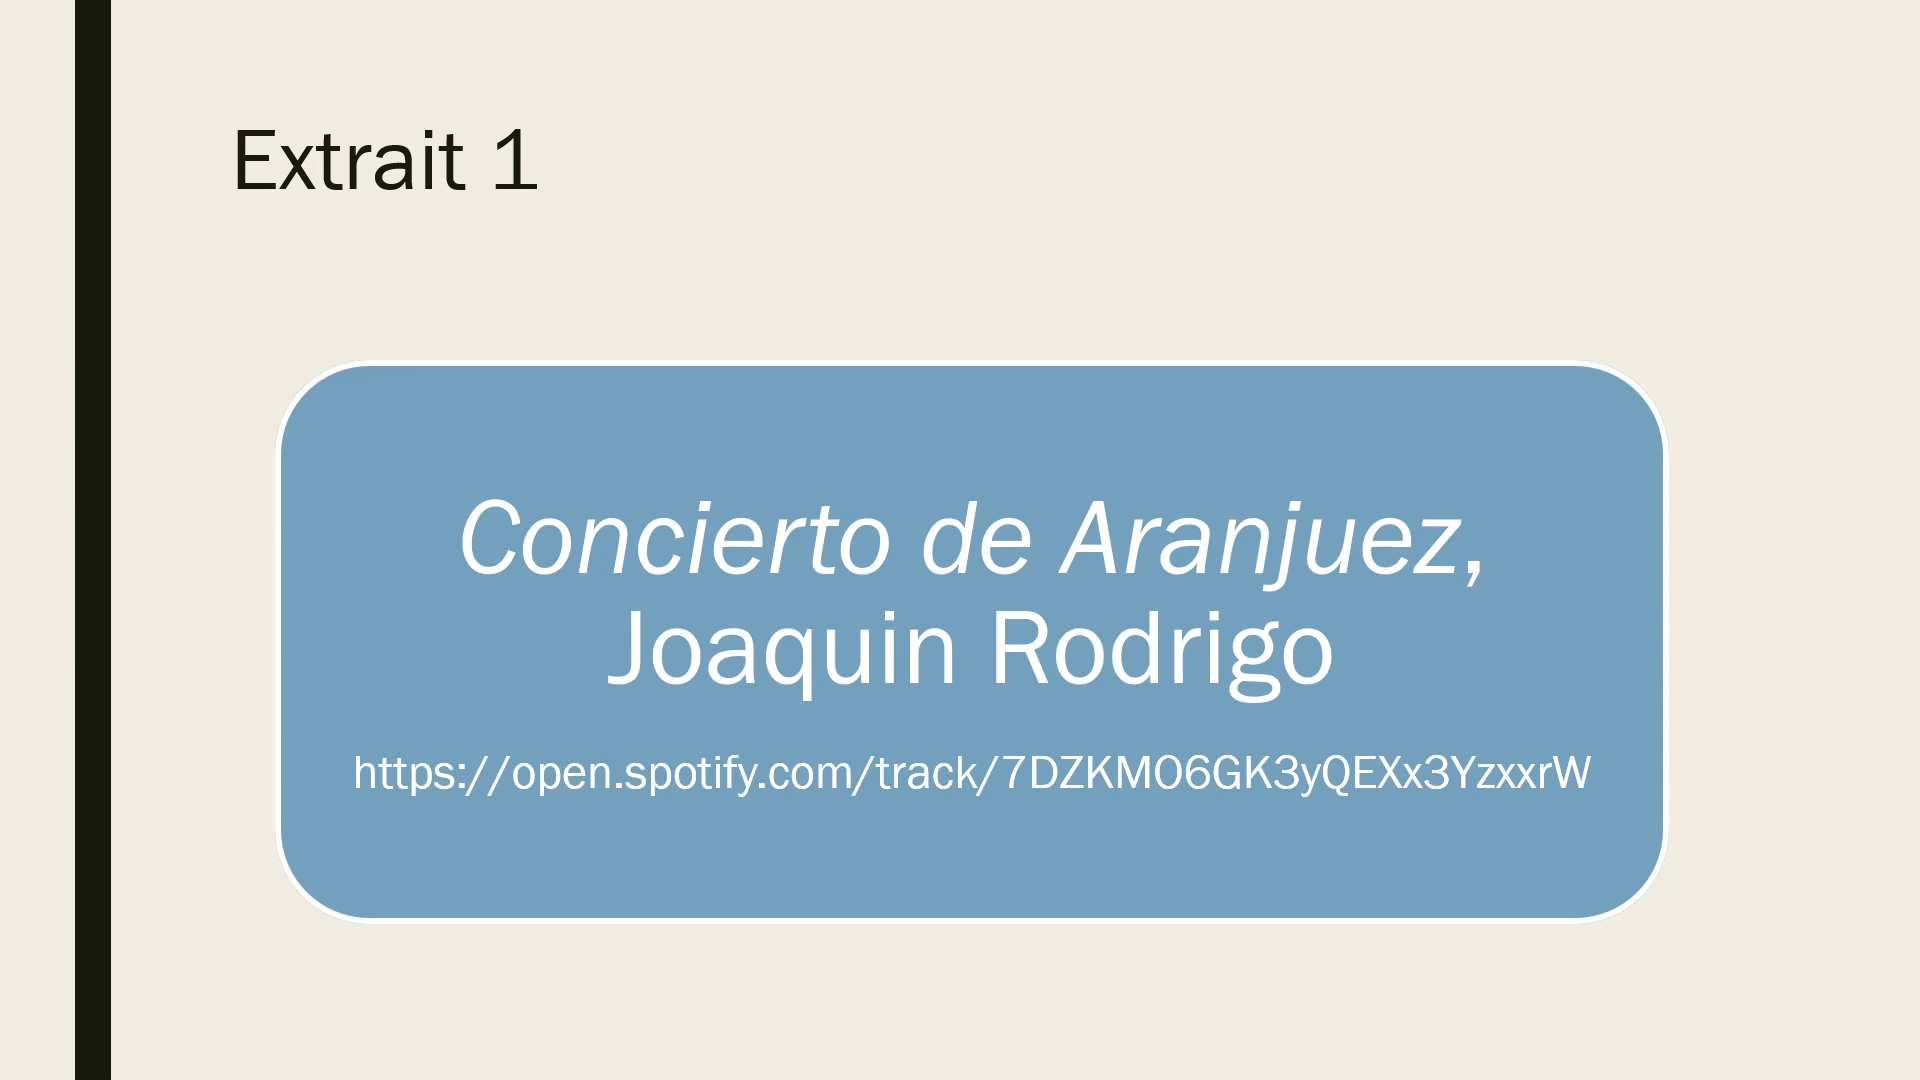 Extrait 1
Concierto de Aranjuez,
Joaquin Rodrigo
https://open.spotify.com/track/7DZKMO6GK3yQEXx3YzxxrW